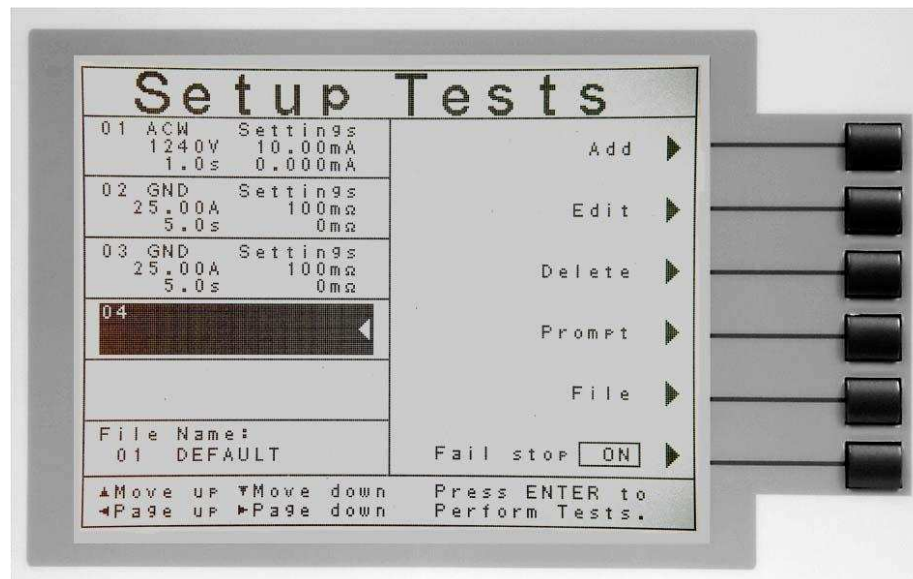 Setup Tests
01 ACW Settings
1240V 10.00mA
1.0s 0.000mA
02 GND Settings
25.00A 100mΩ
5.0s 0mΩ
03 GND Settings
25.00A 100mΩ
5.0s 0mΩ
04
File Name:
01 DEFAULT
▲Move up ▼Move down
◄Page up ►Page down
Add
Edit
Delete
Prompt
File
Fail stop ON
Press ENTER to
Perform Tests.